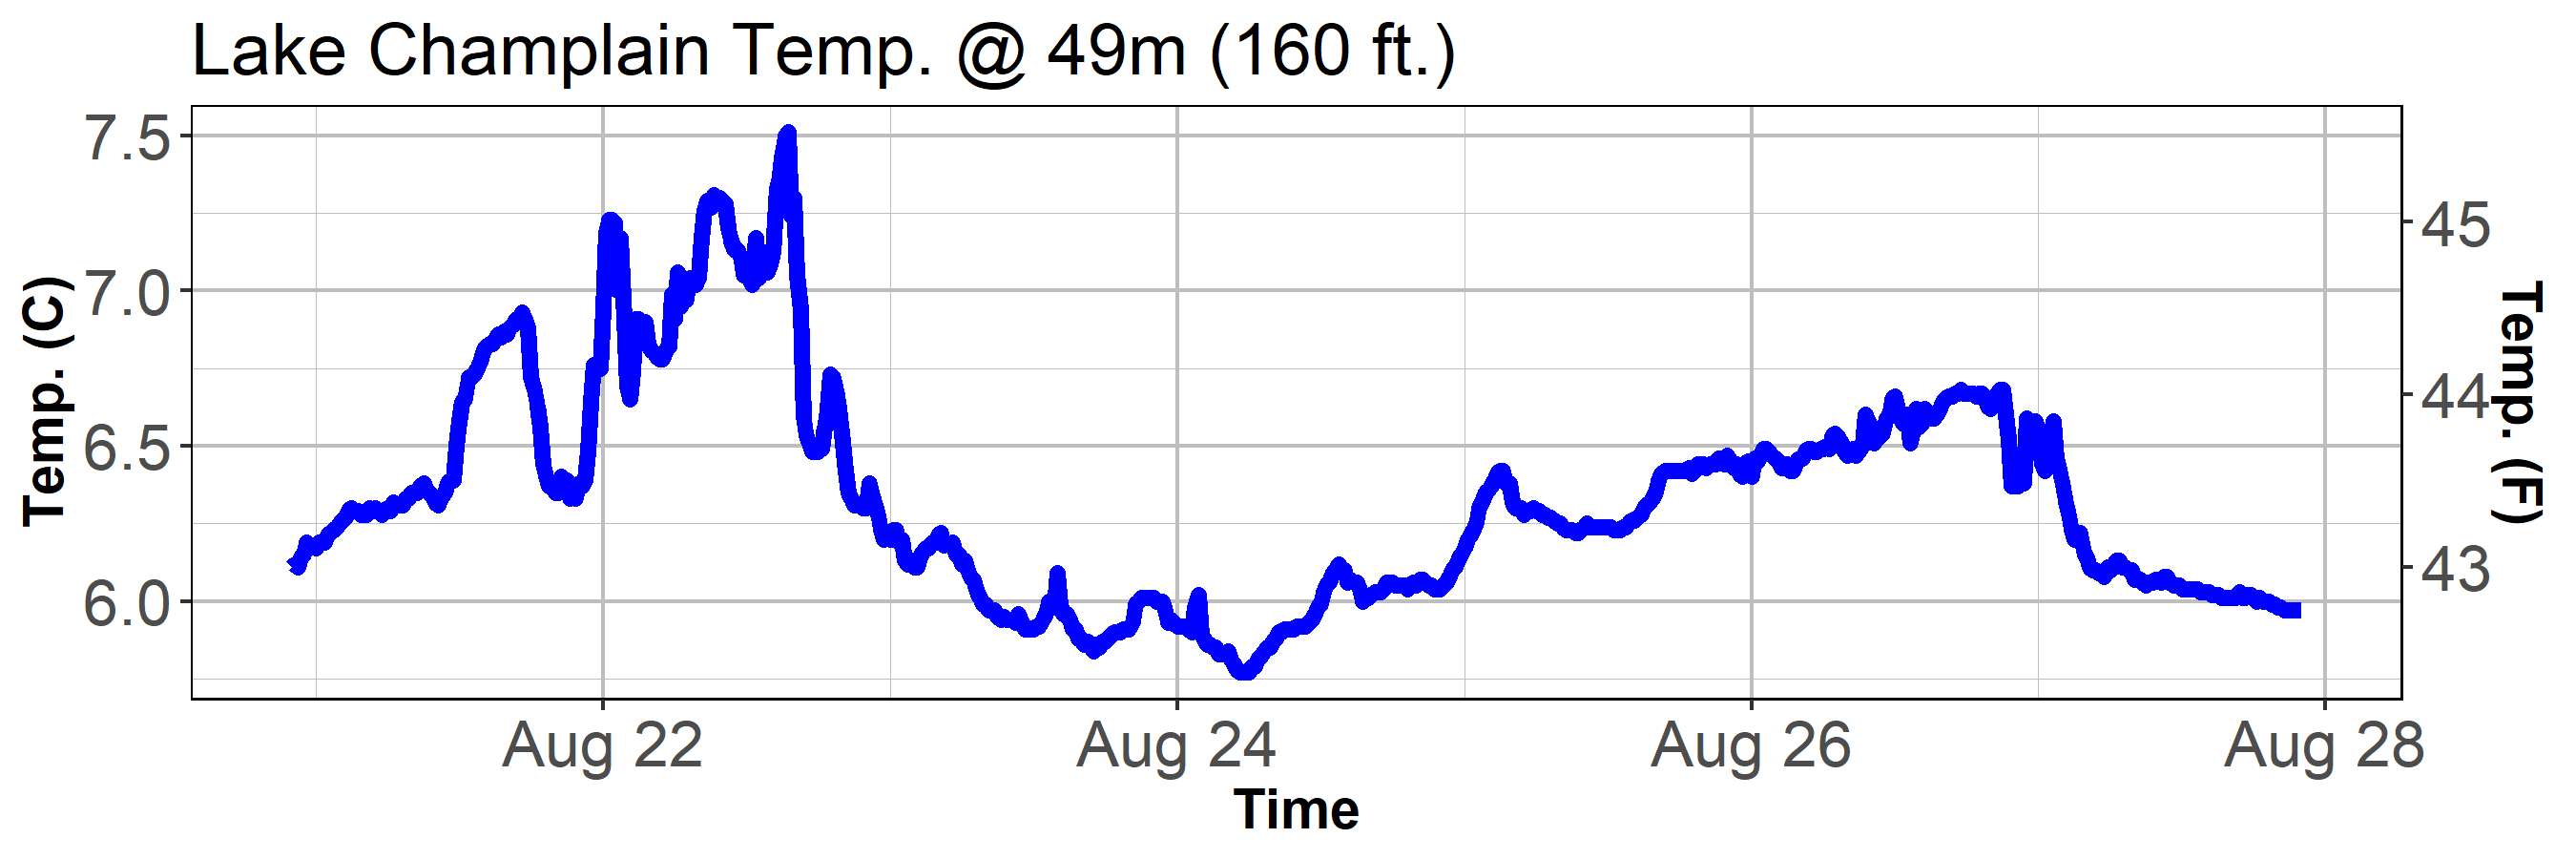 Lake Champlain Temp. @ 49m (160 ft.)
Temp. (C)
7.5
7.0
6.5
6.0
45
44
43
Temp. (F)
Aug 22 Aug 24 Aug 26 Aug 28
Time